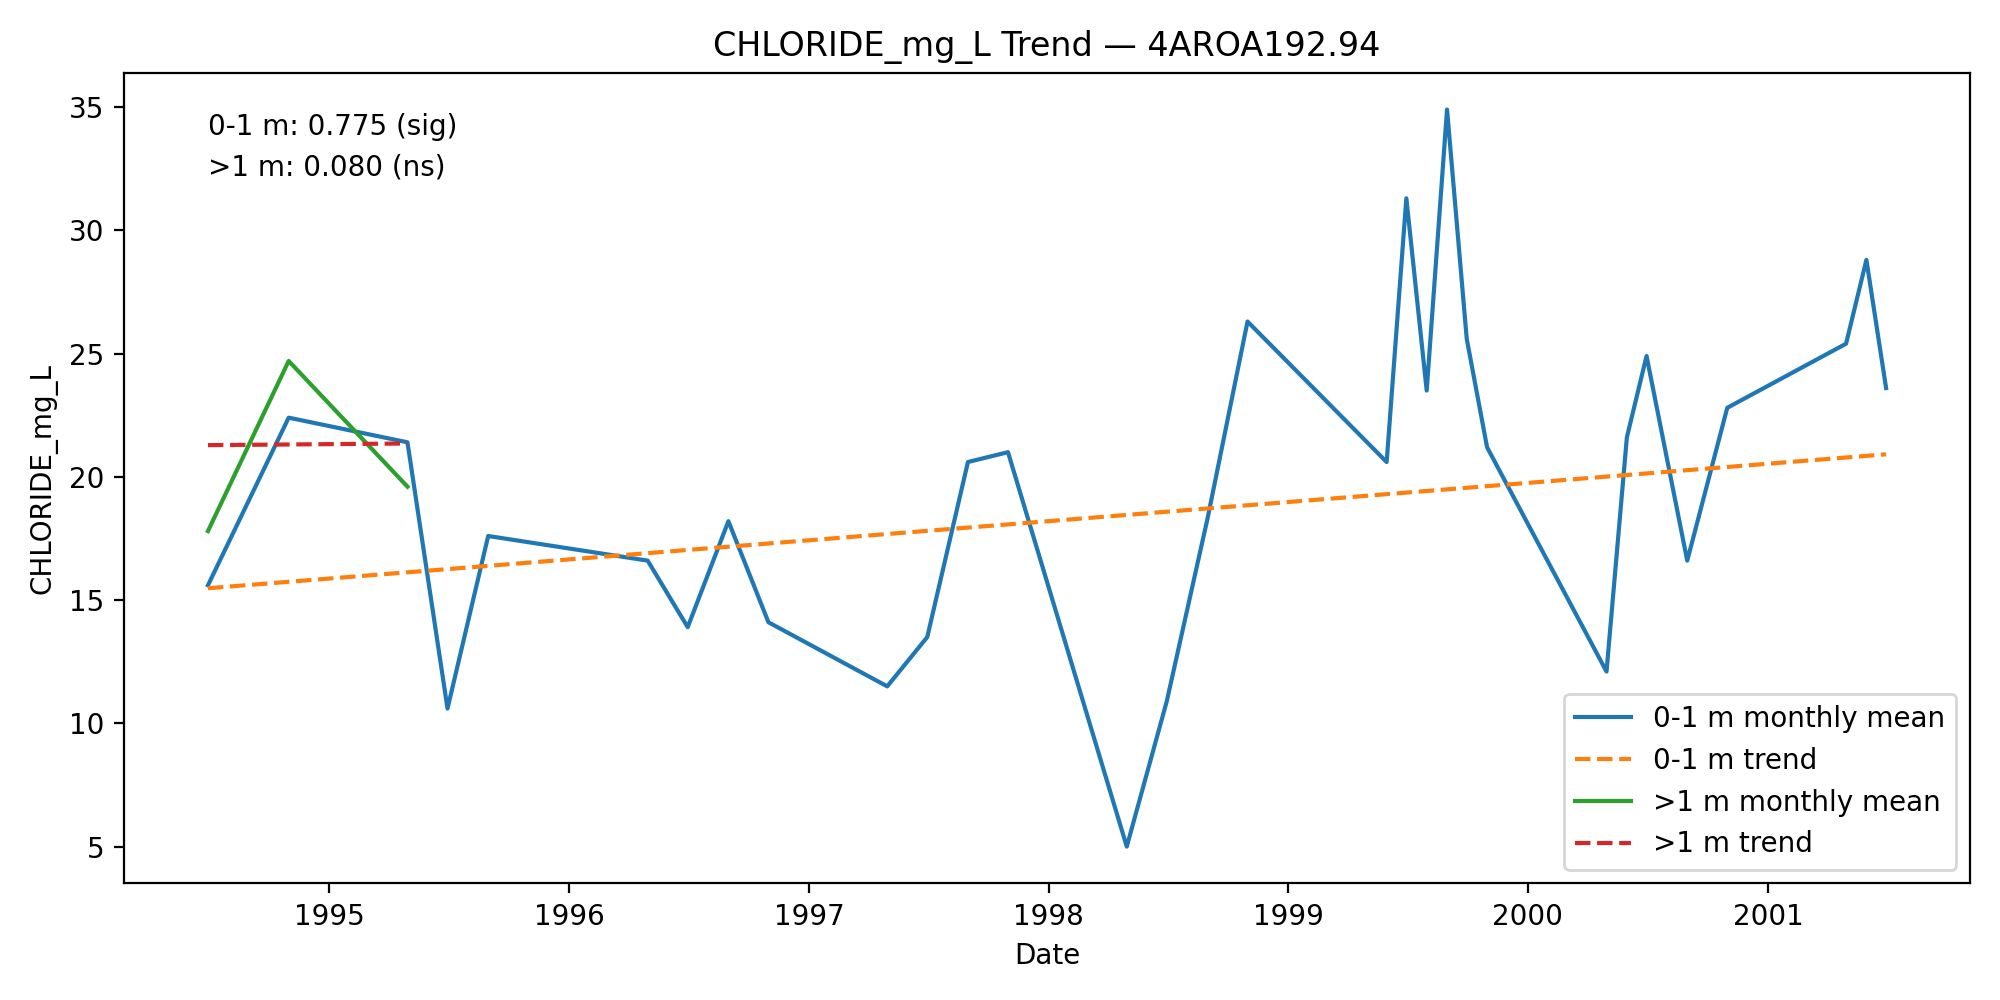 CHLORIDE_mg_L Trend — 4AROA192.94
0-1 m: 0.775 (sig)
>1 m: 0.080 (ns)
CHLORIDE_mg_L
35
30
25
20
15
10
5
0-1 m monthly mean
0-1 m trend
>1 m monthly mean
>1 m trend
1995 1996 1997 1998 1999 2000 2001
Date